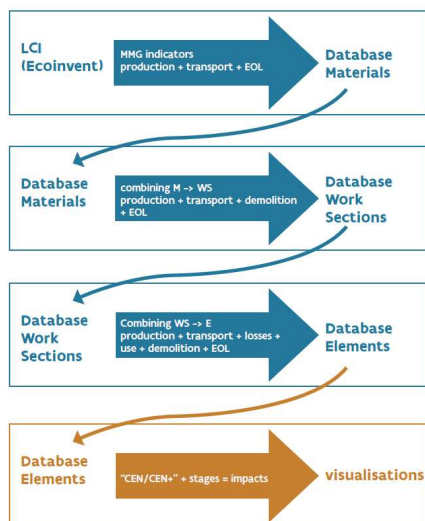 LCI
(Ecoinvent)
MMG indicators
production + transport + EOL
Database
Materials
Database
Materials
combining M -> WS
production + transport + demolition
+ EOL
Database
Work
Sections
Database
Work
Sections
Combining WS -> E
production + transport + losses +
use + demolition + EOL
Database
Elements
Database
Elements
"CEN/CEN+" + stages = impacts
visualisations